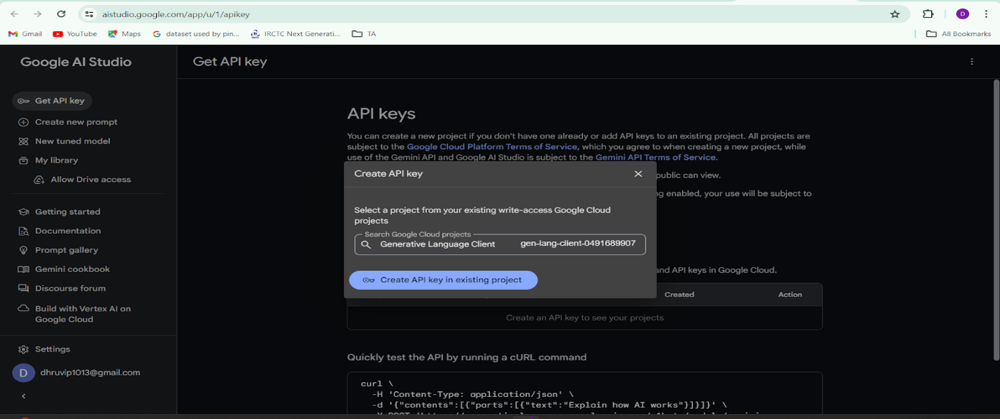 aistudio.google.com/app/u/1/apikey
D
Gmail
YouTube
Maps
dataset used by pin...
IRCTC Next Generati...
TA
All Bookmarks
Google AI Studio
Get API key
Create new prompt
New tuned model
My library
Allow Drive access
Getting started
Documentation
Prompt gallery
Gemini cookbook
Discourse forum
Build with Vertex AI on
Google Cloud
Settings
D
dhruvip1013@gmail.com
Get API key
API keys
You can create a new project if you don't have one already or add API keys to an existing project. All projects are
subject to the Google Cloud Platform Terms of Service, which you agree to when creating a new project, while
use of the Gemini API and Google AI Studio is subject to the Gemini API Terms of Service.
public can view.
enabled, your use will be subject to
Create API key
Select a project from your existing write-access Google Cloud
projects
Search Google Cloud projects
Generative Language Client gen-lang-client-0491689907
Create API key in existing project
and API keys in Google Cloud.
Created Action
Create an API key to see your projects
Quickly test the API by running a cURL command
curl \
-H 'Content-Type: application/json' \
-d '{"contents":[{"parts":[{"text":"Explain how AI works"}]}]}' \